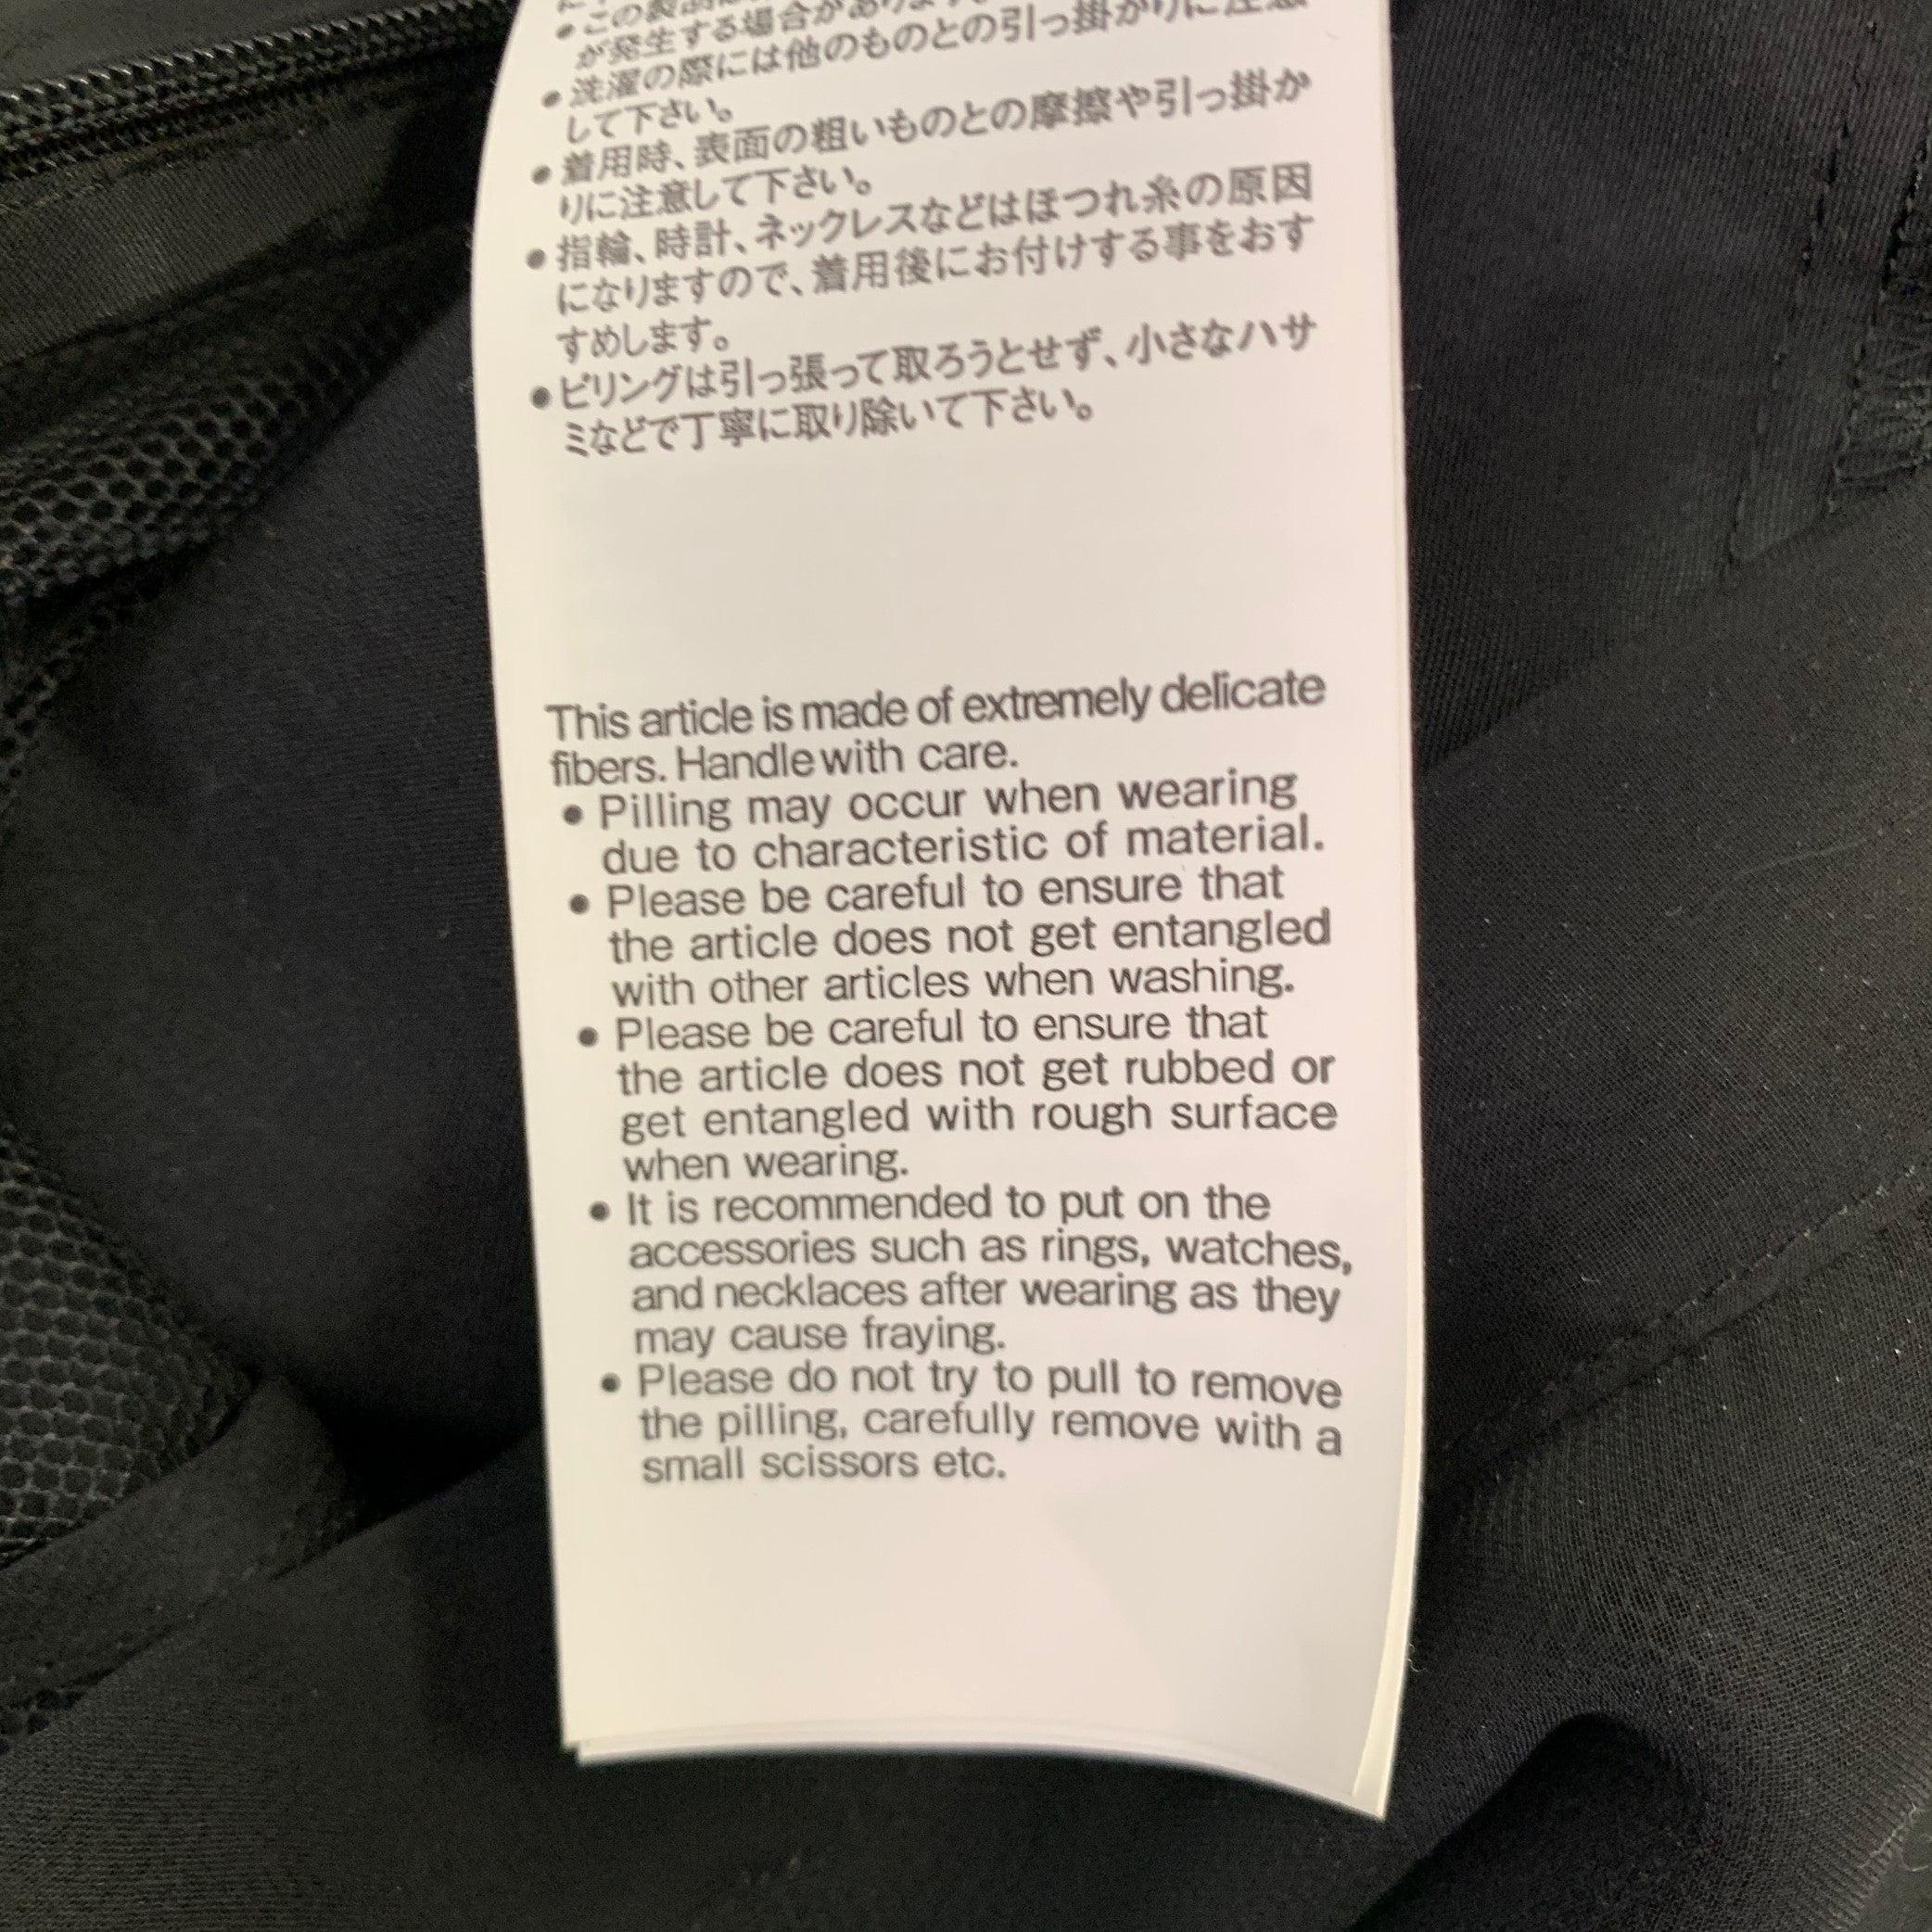 が発生する場合があります
● 洗濯の際には他のものとの引っ掛かりに注意
して下さい。
● 着用時、表面の粗いものとの摩擦や引っ掛か
りに注意して下さい。
● 指輪、時計、ネックレスなどはほつれ糸の原因
になりますので、着用後にお付けする事をおす
すめします。
● ピリングは引っ張って取ろうとせず、小さなハサ
ミなどで丁寧に取り除いて下さい。
This article is made of extremely delicate
fibers. Handle with care.
● Pilling may occur when wearing
due to characteristic of material.
● Please be careful to ensure that
the article does not get entangled
with other articles when washing.
● Please be careful to ensure that
the article does not get rubbed or
get entangled with rough surface
when wearing.
● It is recommended to put on the
accessories such as rings, watches,
and necklaces after wearing as they
may cause fraying.
● Please do not try to pull to remove
the pilling, carefully remove with a
small scissors etc.